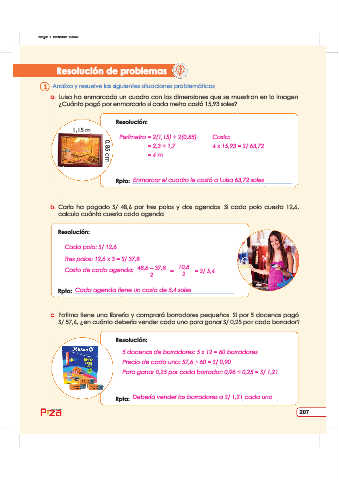 Resolución de problemas
1 Analiza y resuelve las siguientes situaciones problemáticas
a. Luisa ha enmarcado un cuadro con las dimensiones que se muestran en la imagen
¿Cuánto pagó por enmarcarlo si cada metro costó 15,93 soles?
1,15 m
0,85 cm
Resolución:
Perímetro = 2(1,15) + 2(0,85)
= 2,3 + 1,7
= 4 m
Costo:
4 x 15,93 = S/ 63,72
Rpta: Enmarcar el cuadro le costó a Luisa 63,72 soles
b. Carla ha pagado S/ 48,6 por tres polos y dos agendas. Si cada polo cuesta 12,6,
calcula cuánto cuesta cada agenda
Resolución:
Cada polo: S/ 12,6
Tres polos: 12,6 x 3 = S/ 37,8
Costo de cada agenda: 48,6 – 37,8 / 2 = 10,8 / 2 = S/ 5,4
Rpta: Cada agenda tiene un costo de 5,4 soles
c. Fátima tiene una librería y comprará borradores pequeños. Si por 5 docenas pagó
S/ 57,6, ¿en cuánto debería vender cada uno para ganar S/ 0,25 por cada borrador?
Resolución:
5 docenas de borradores: 5 x 12 = 60 borradores
Precio de cada uno: 57,6 ÷ 60 = S/ 0,96
Para ganar 0,25 por cada borrador: 0,96 + 0,25 = S/ 1,21
Rpta: Debería vender los borradores a S/ 1,21 cada uno
207